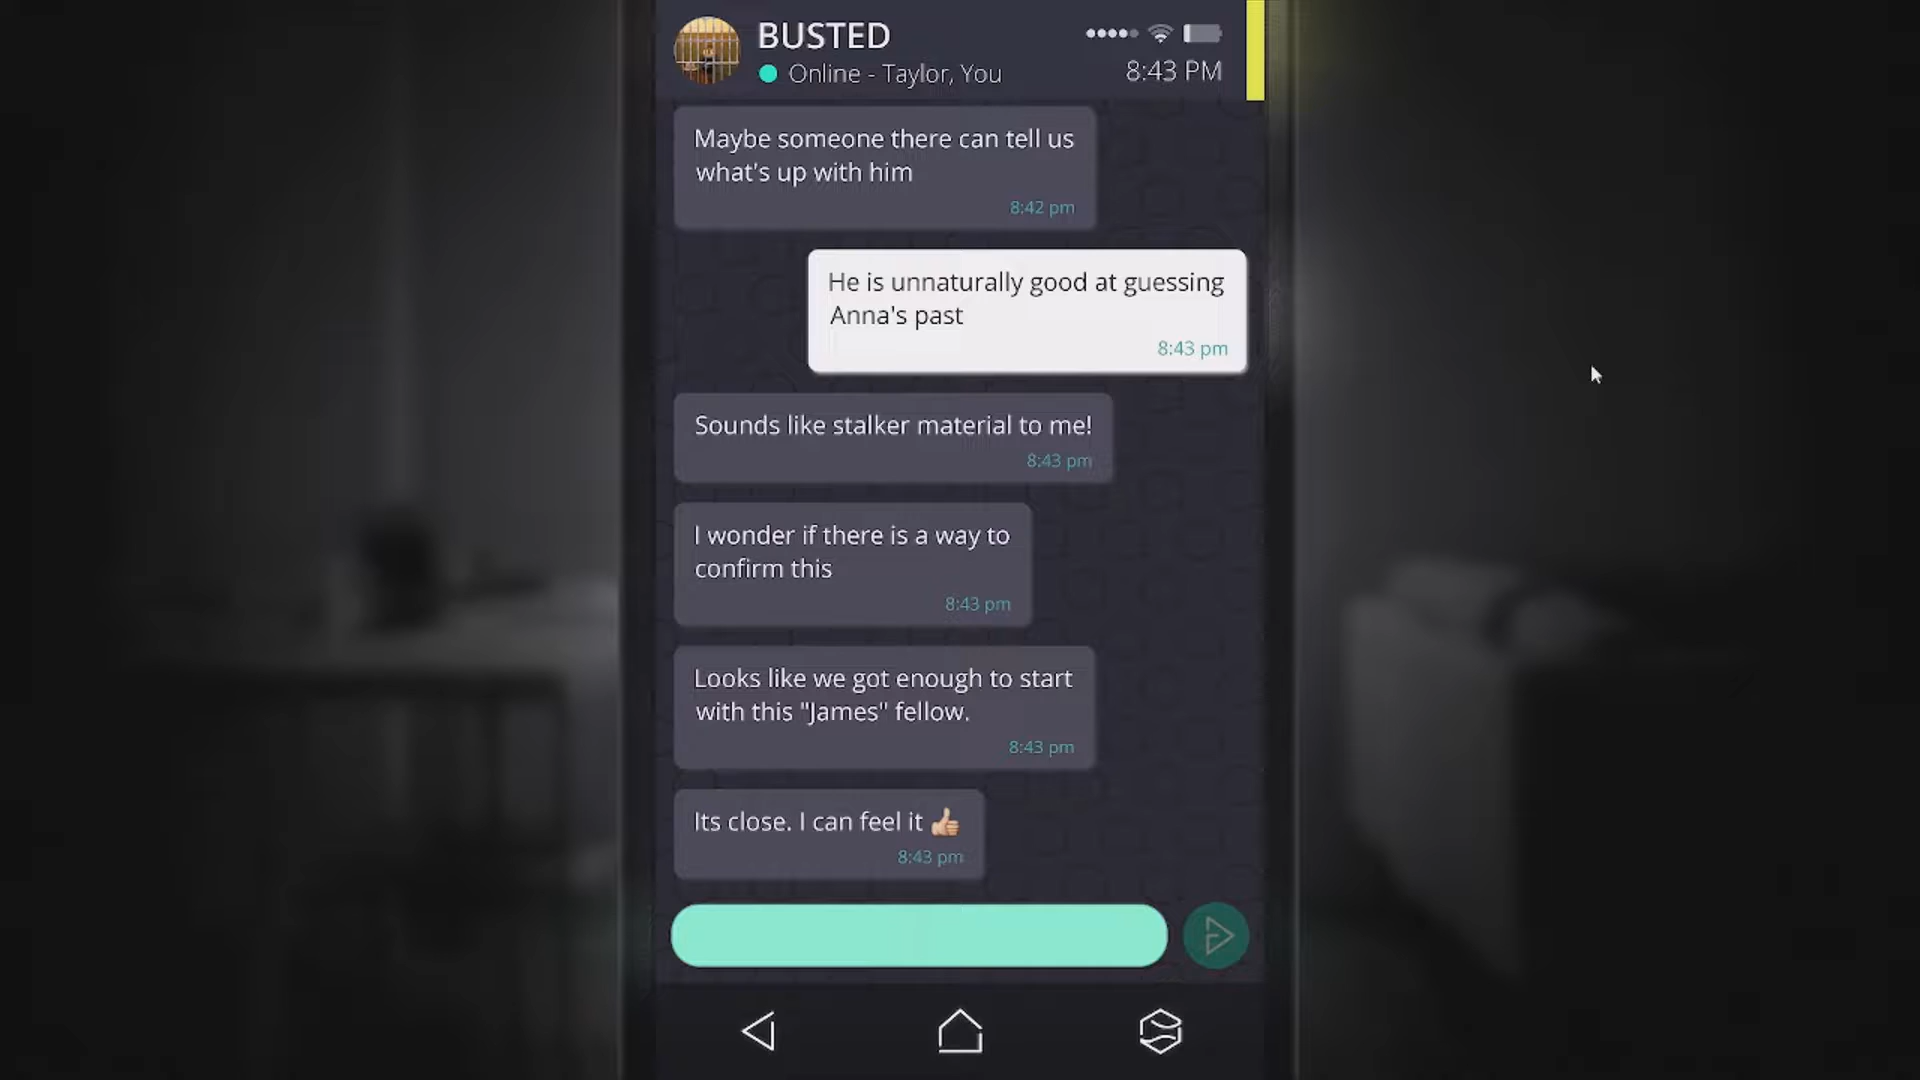 BUSTED
Online - Taylor, You
8:43 PM
Maybe someone there can tell us
what's up with him
8:42 pm
He is unnaturally good at guessing
Anna's past
8:43 pm
Sounds like stalker material to me!
8:43 pm
I wonder if there is a way to
confirm this
8:43 pm
Looks like we got enough to start
with this "James" fellow.
8:43 pm
Its close. I can feel it 👍🏼
8:43 pm